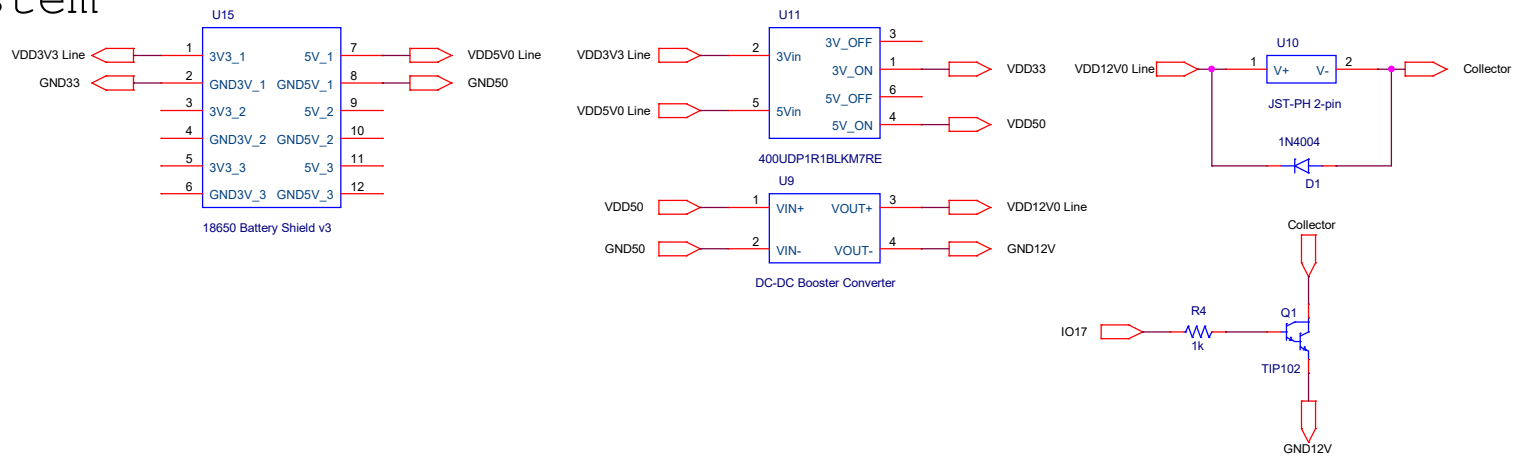 stem
U15
VDD3V3 Line
1
3V3_1
5V_1
7
VDD5V0 Line
GND33
2
GND3V_1
GND5V_1
8
GND50
3
3V3_2
5V_2
9
4
GND3V_2
GND5V_2
10
5
3V3_3
5V_3
11
6
GND3V_3
GND5V_3
12
18650 Battery Shield v3
U11
VDD3V3 Line
2
3Vin
3V_OFF
3
3V_ON
1
VDD33
VDD5V0 Line
5
5Vin
5V_OFF
6
5V_ON
4
VDD50
400UDP1R1BLKM7RE
U9
VDD50
1
VIN+
VOUT+
3
VDD12V0 Line
GND50
2
VIN-
VOUT-
4
GND12V
DC-DC Booster Converter
U10
VDD12V0 Line
1
V+
V-
2
Collector
JST-PH 2-pin
1N4004
D1
Collector
IO17
R4
1k
Q1
TIP102
GND12V